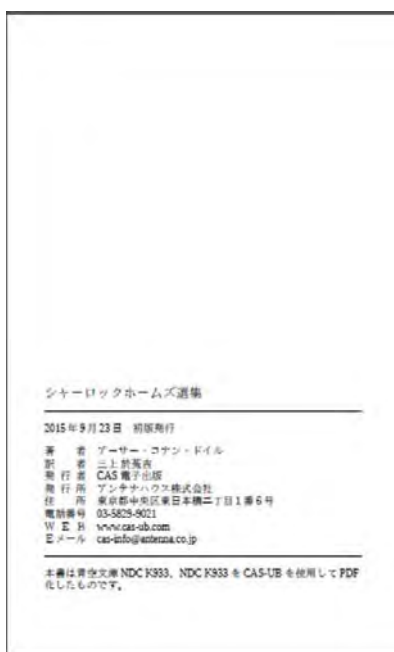 シャーロックホームズ選集
2015年9月23日 初版発行
著者 アーサー・コナン・ドイル
訳者 三上於菟吉
発行者 CAS電子出版
発行所 アンテナハウス株式会社
住所 東京都中央区東日本橋二丁目1番6号
電話番号 03-5829-9021
WEB www.cas-ub.com
Eメール cas-info@antenna.co.jp
本書は青空文庫 NDC K933、NDC K933 を CAS-UB を使用して PDF
化したものです。